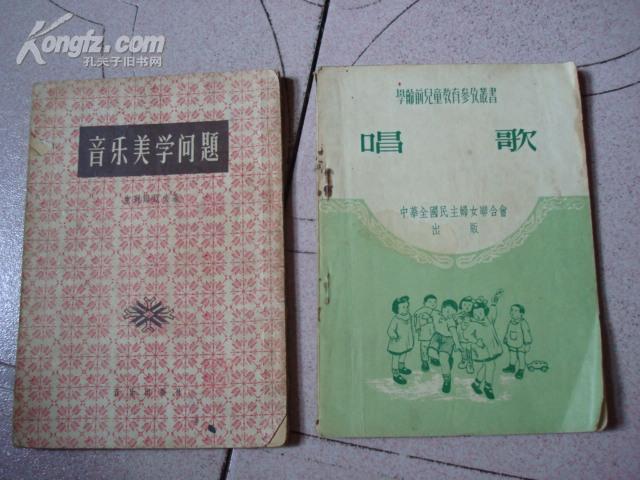 Kongfz.com
孔夫子旧书网
音乐美学问题
學齡前兒童教育參攷叢書
唱歌
中華全國民主婦女聯合會
出版